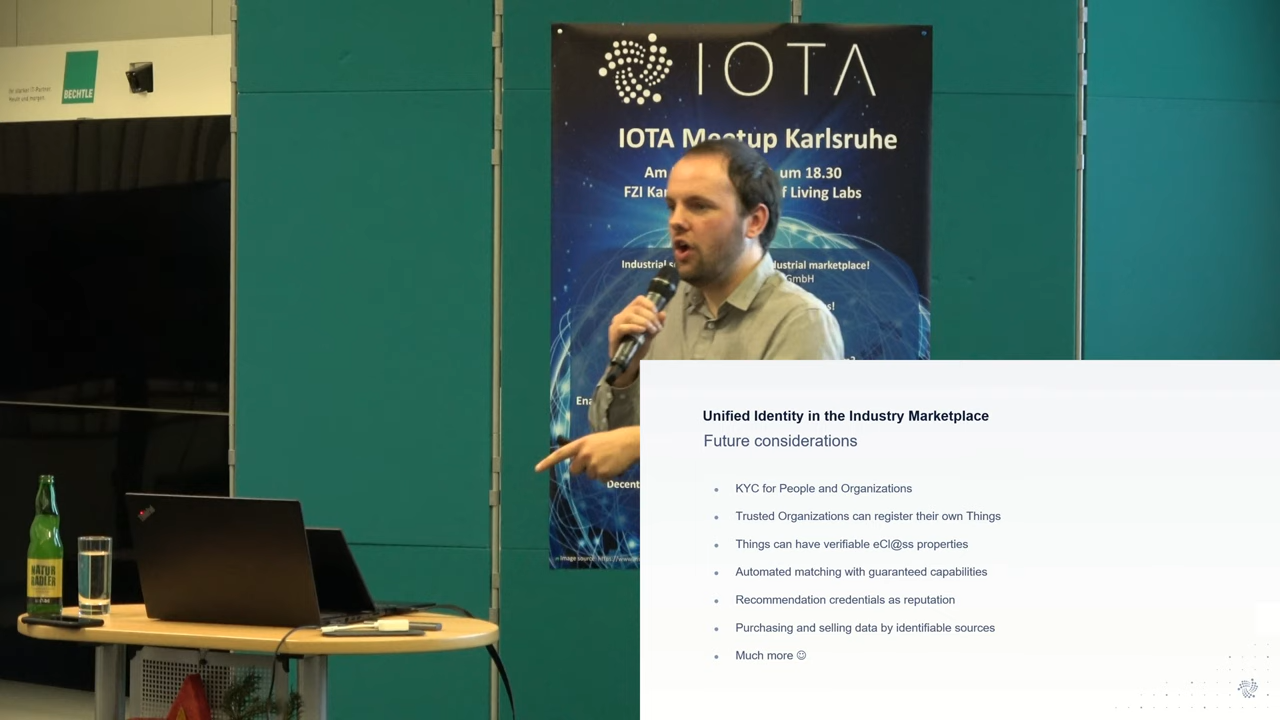 BECHTLE
IOTA
IOTA Meetup Karlsruhe
Am um 18.30
FZI Living Labs
Industrial dustrial marketplace!
GmbH
NATUR
RADLER
Unified Identity in the Industry Marketplace
Future considerations
KYC for People and Organizations
Trusted Organizations can register their own Things
Things can have verifiable eCl@ss properties
Automated matching with guaranteed capabilities
Recommendation credentials as reputation
Purchasing and selling data by identifiable sources
Much more ☺